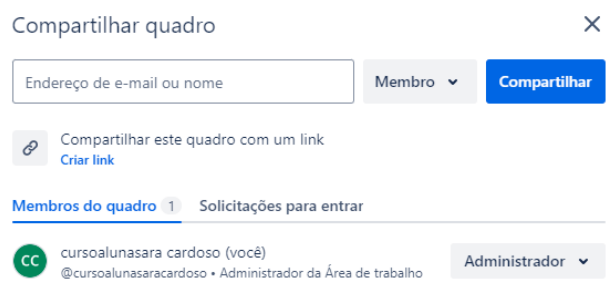 Compartilhar quadro
Endereço de e-mail ou nome
Membro
Compartilhar
Compartilhar este quadro com um link
Criar link
Membros do quadro 1
Solicitações para entrar
CC
cursoalunasara cardoso (você)
@cursoalunasaracardoso • Administrador da Área de trabalho
Administrador